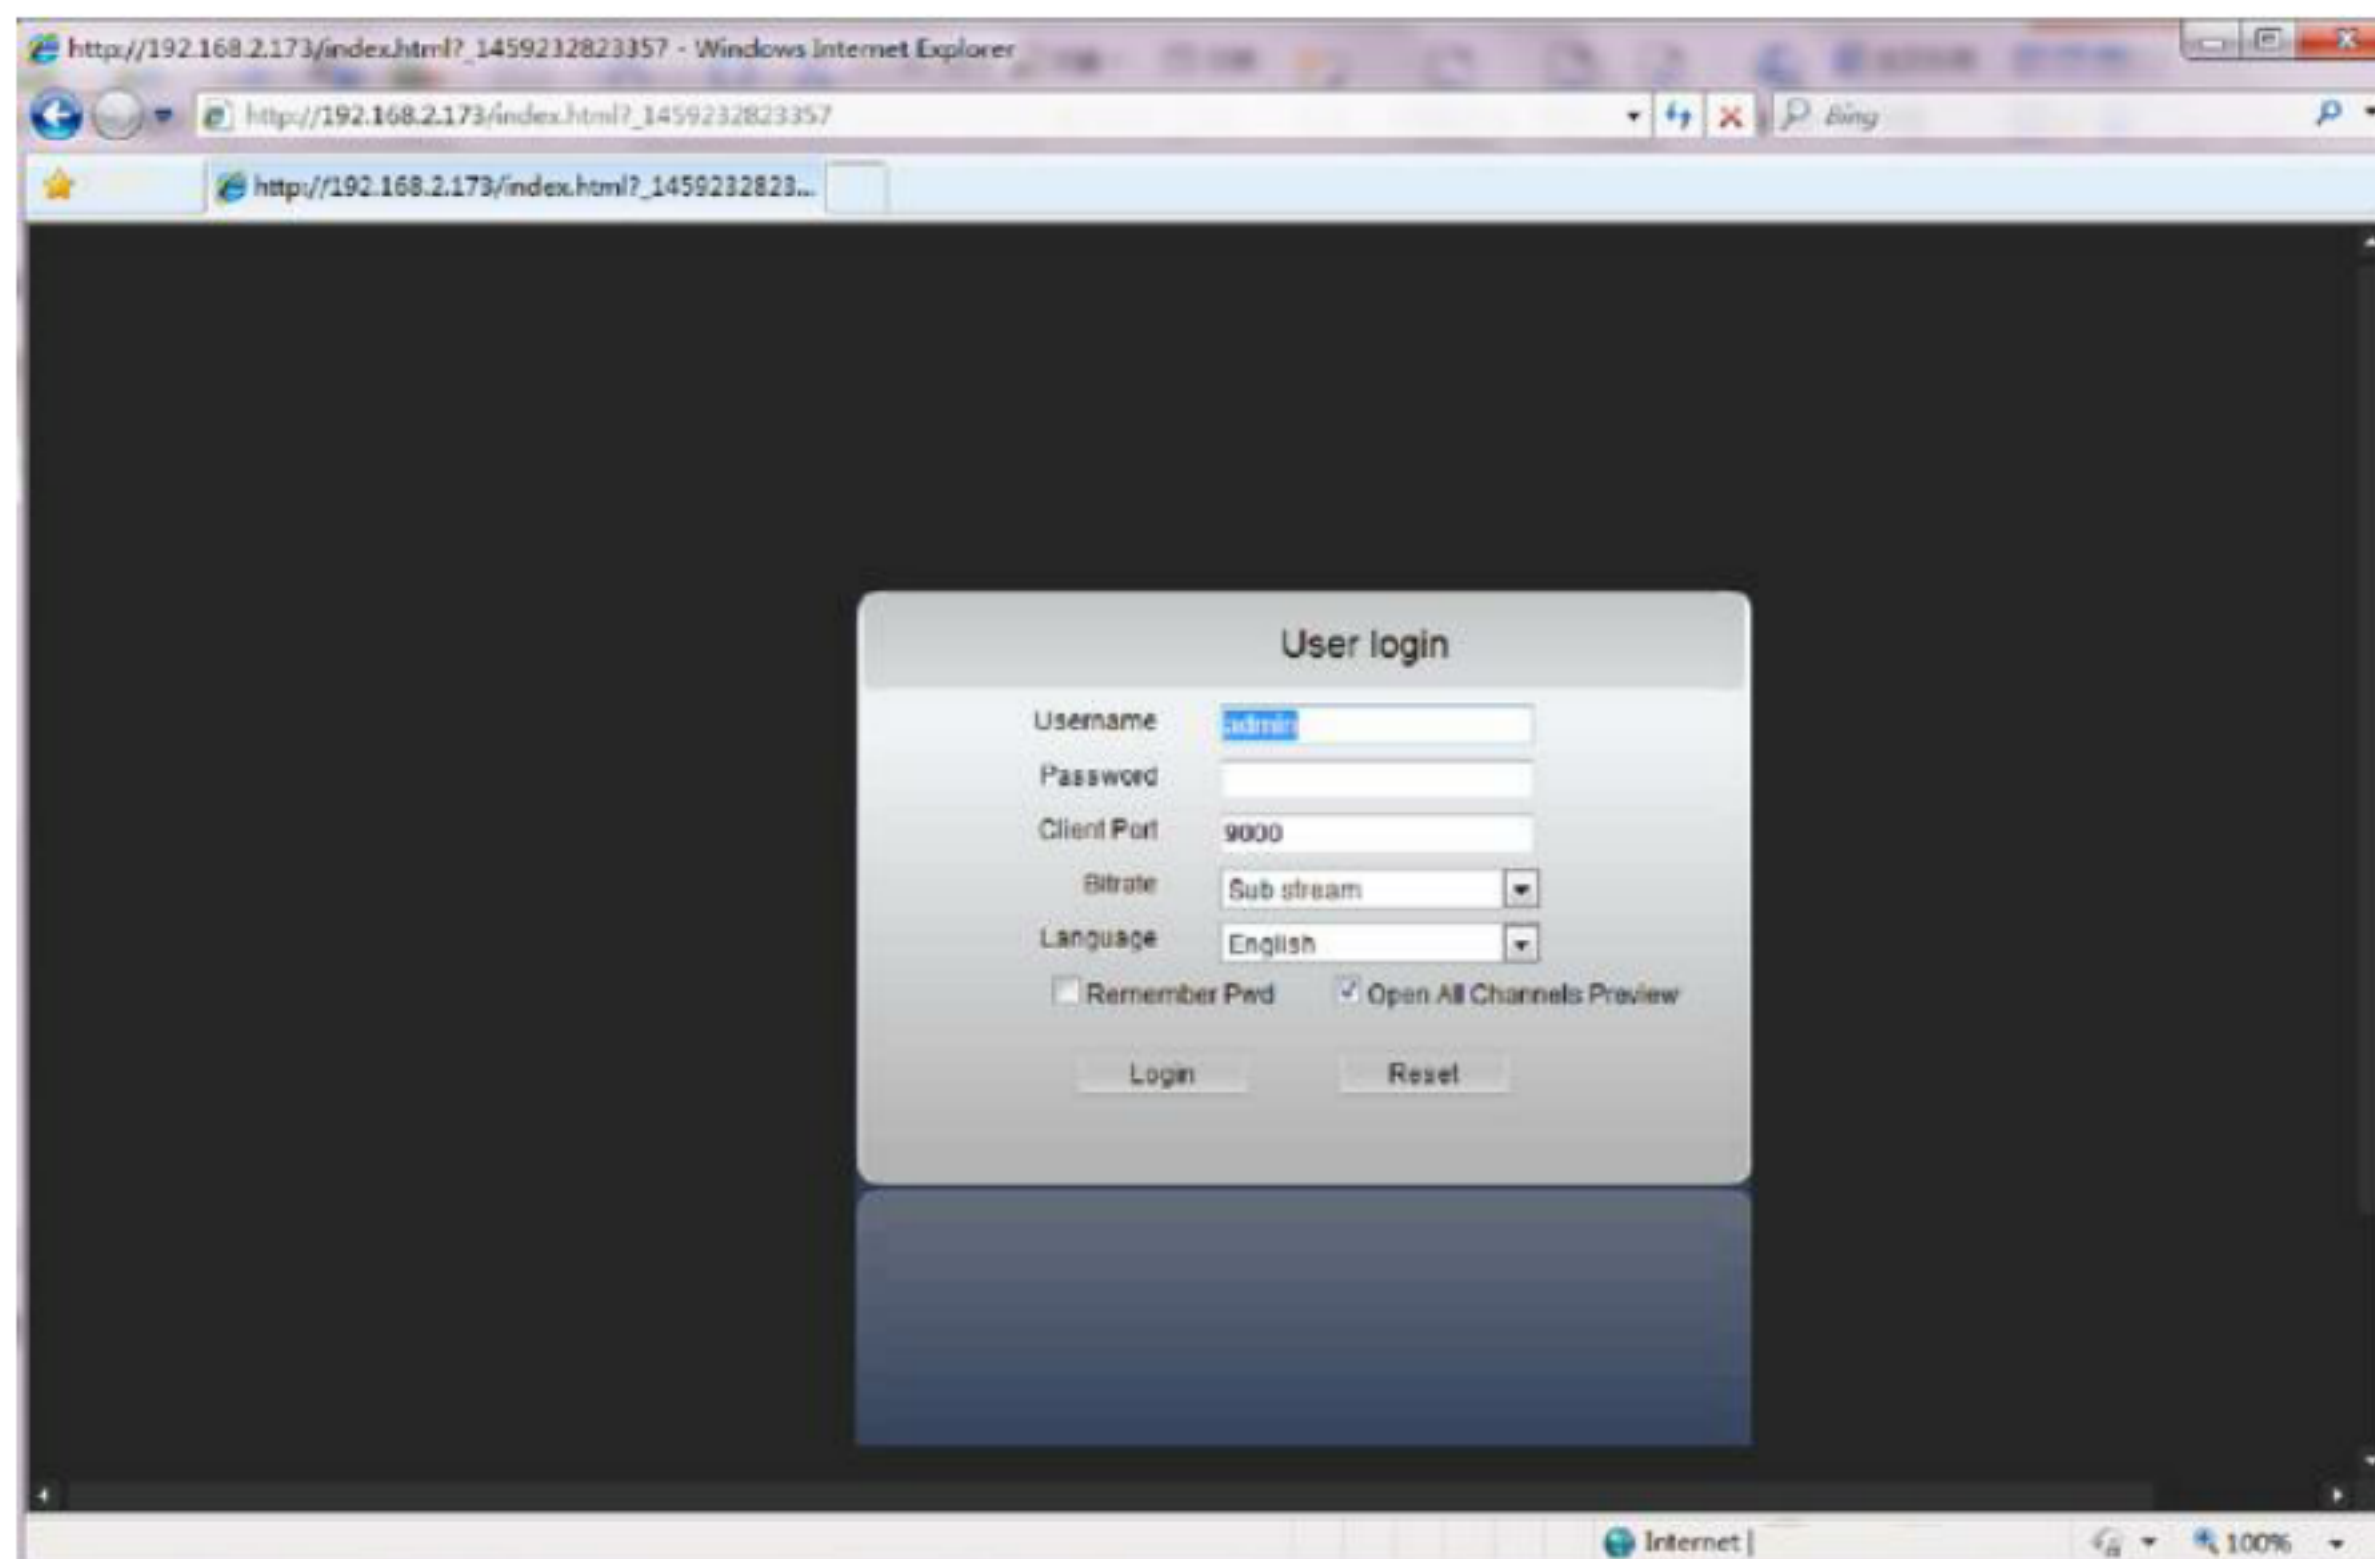 http://192.168.2.173/index.html?_1459232823357 - Windows Internet Explorer
http://192.168.2.173/index.html?_1459232823357
Bing
http://192.168.2.173/index.html?_1459232823...
User login
Username admin
Password
Client Port 9000
Bitrate Sub stream
Language English
Remember Pwd Open All Channels Preview
Login Reset
Internet | 100%